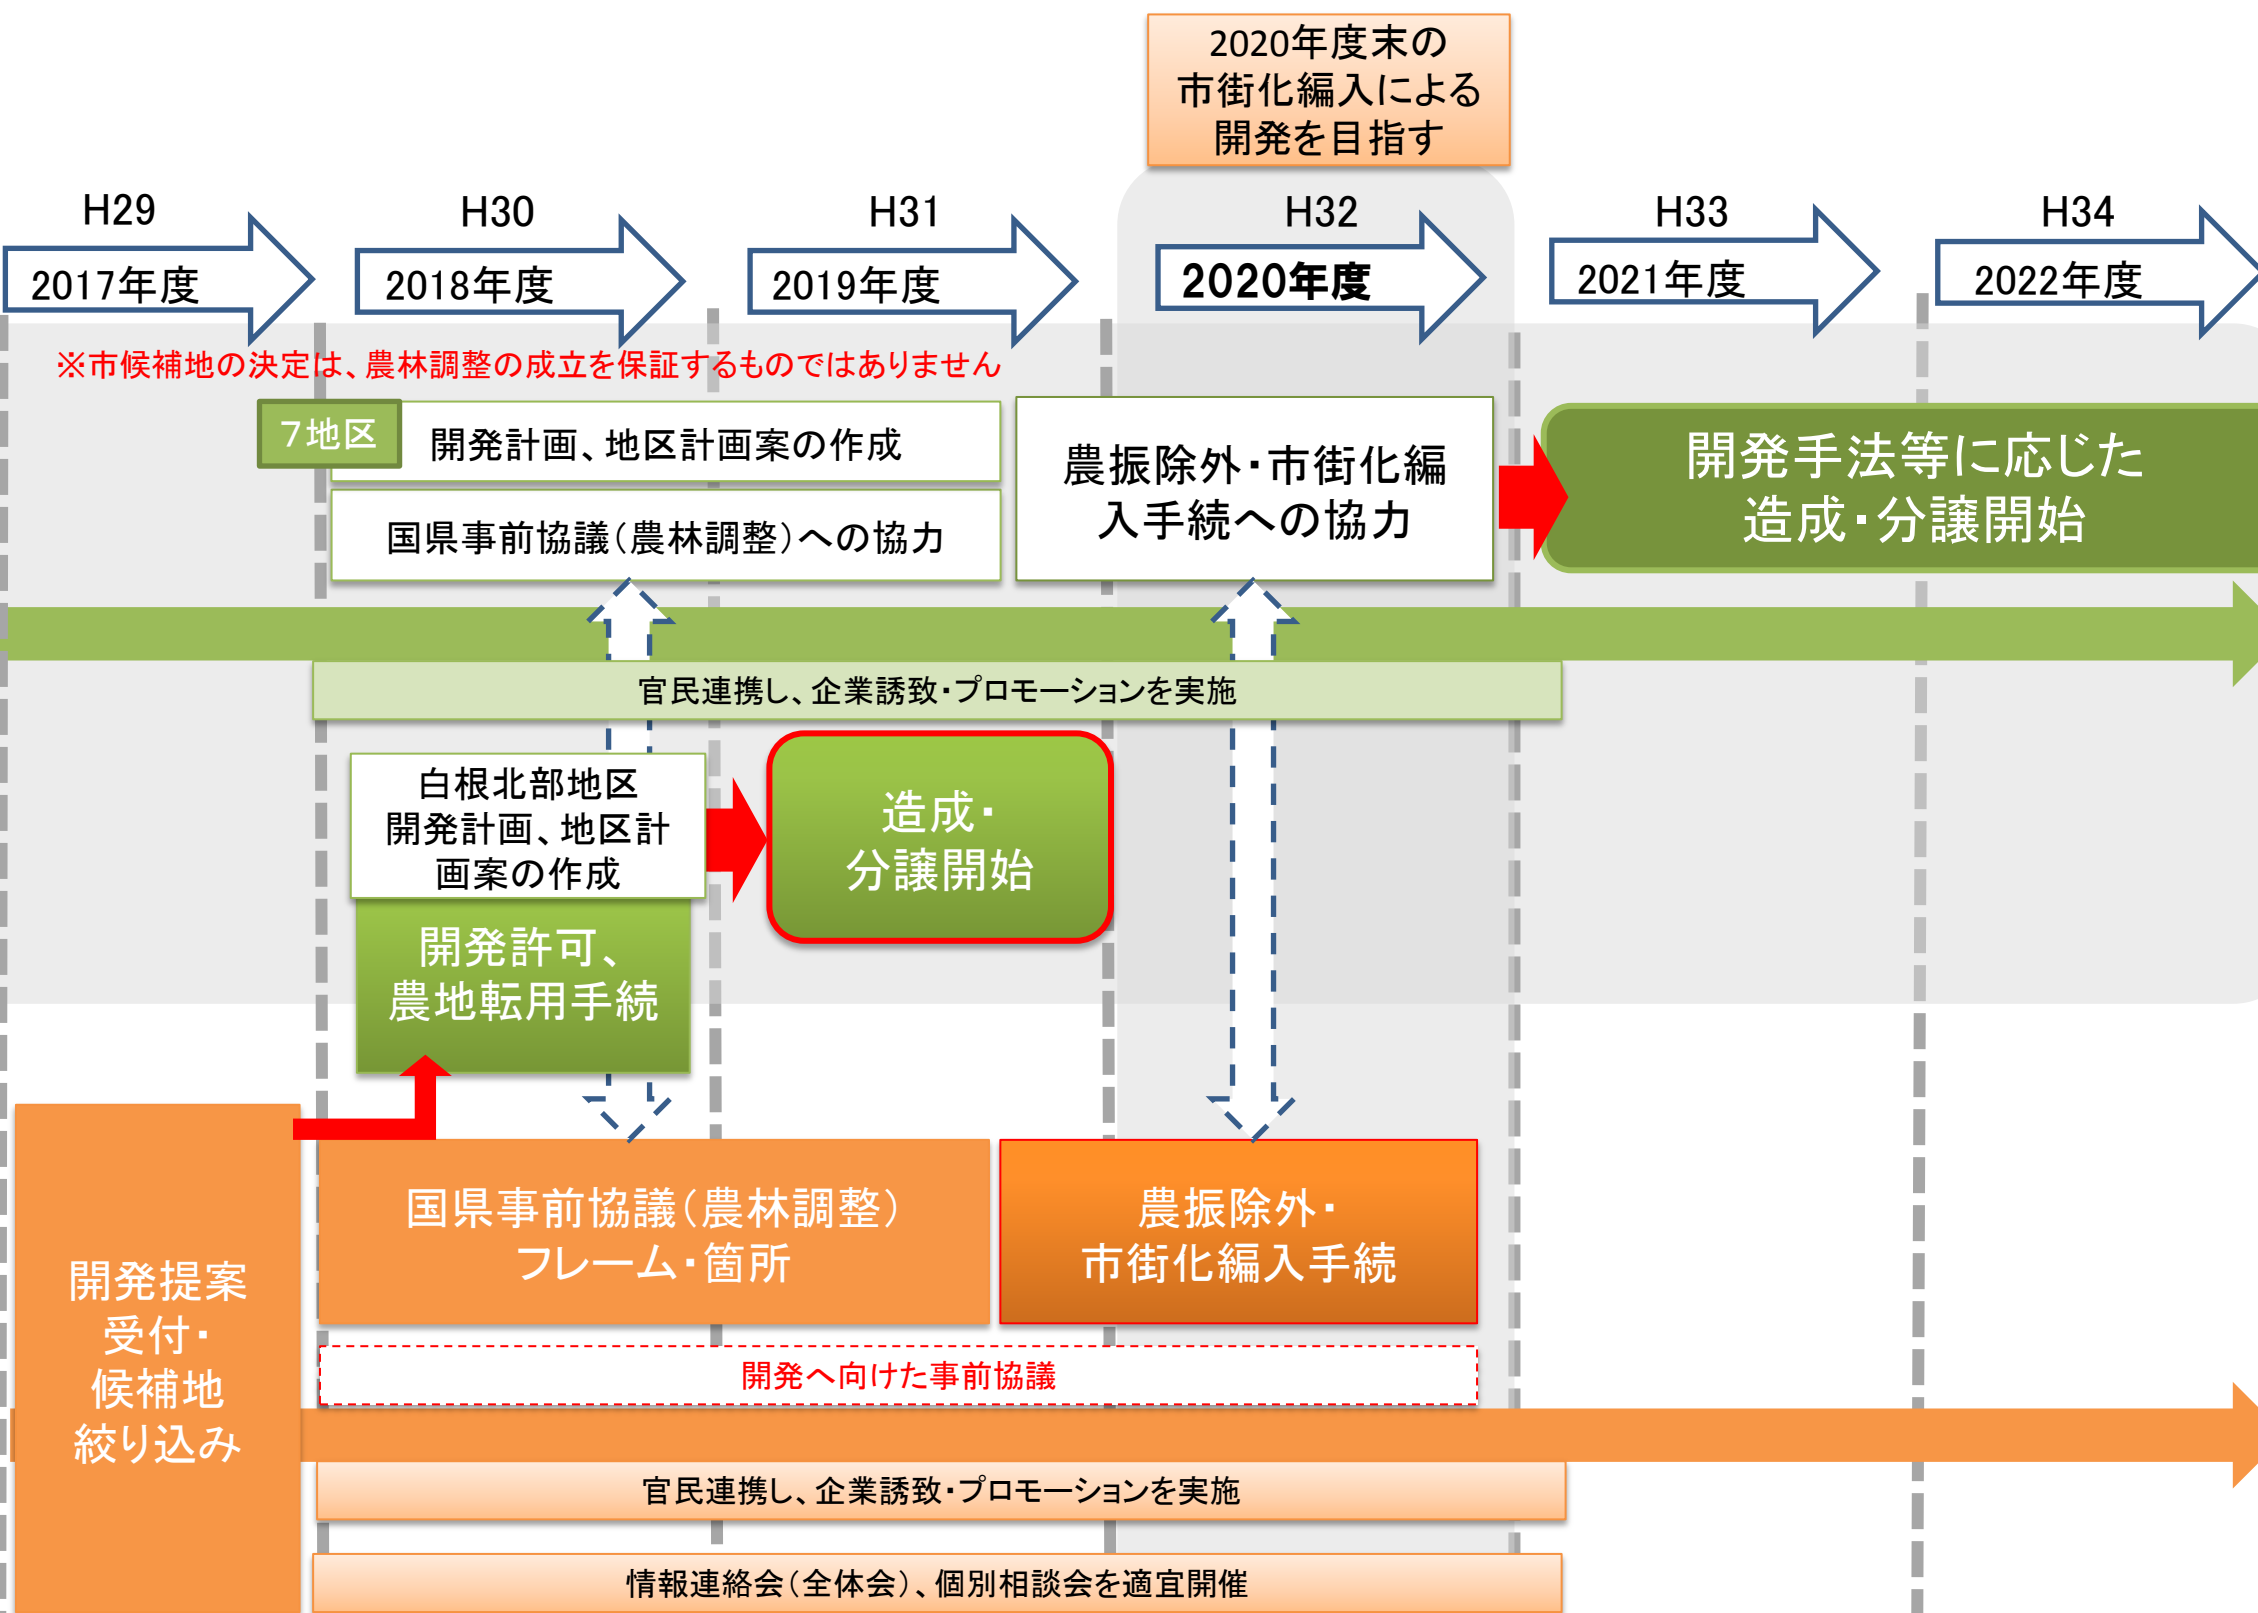 2020年度末の
市街化編入による
開発を目指す
H29
H30
H31
H32
H33
H34
2017年度
2018年度
2019年度
2020年度
2021年度
2022年度
※市候補地の決定は、農林調整の成立を保証するものではありません
7地区
開発計画、地区計画案の作成
国県事前協議(農林調整)への協力
農振除外・市街化編
入手続への協力
開発手法等に応じた
造成・分譲開始
官民連携し、企業誘致・プロモーションを実施
白根北部地区
開発計画、地区計
画案の作成
造成・
分譲開始
開発許可、
農地転用手続
開発提案
受付・
候補地
絞り込み
国県事前協議(農林調整)
フレーム・箇所
農振除外・
市街化編入手続
開発へ向けた事前協議
官民連携し、企業誘致・プロモーションを実施
情報連絡会(全体会)、個別相談会を適宜開催